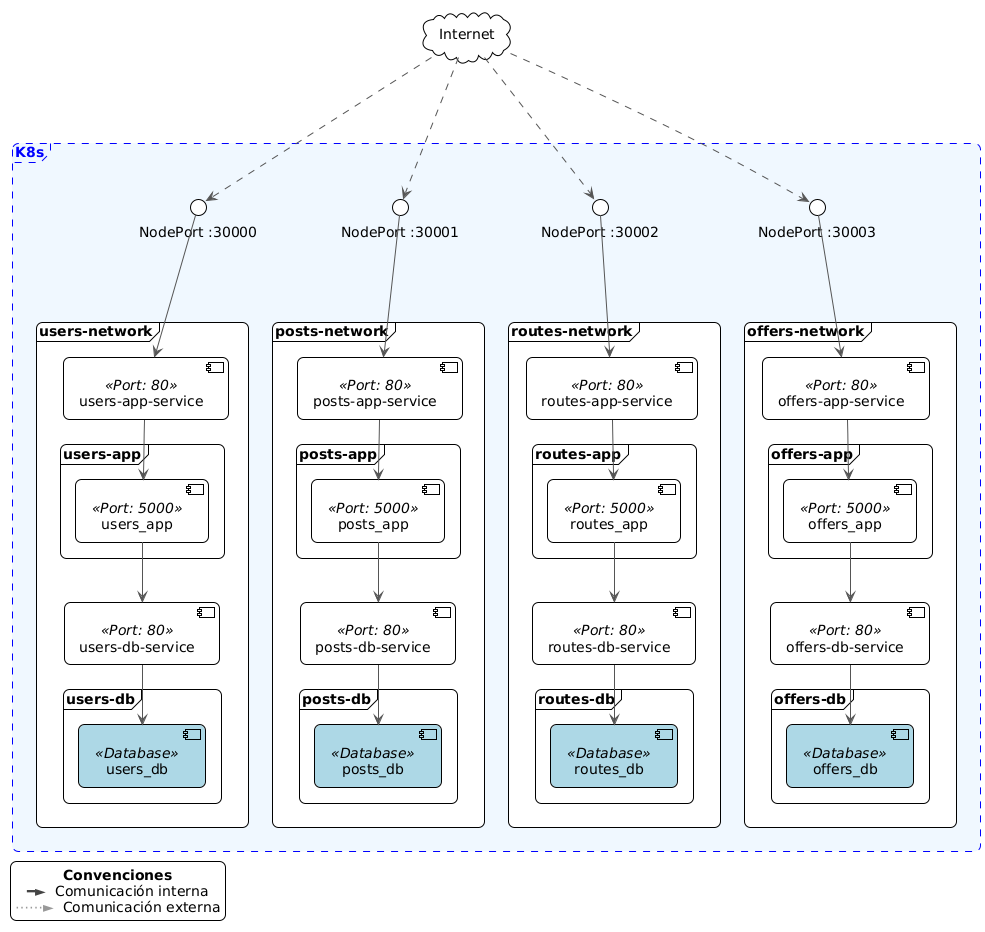 Internet
K8s
NodePort :30000
NodePort :30001
NodePort :30002
NodePort :30003
users-network
posts-network
routes-network
offers-network
«Port: 80»
users-app-service
«Port: 80»
posts-app-service
«Port: 80»
routes-app-service
«Port: 80»
offers-app-service
users-app
posts-app
routes-app
offers-app
«Port: 5000»
users_app
«Port: 5000»
posts_app
«Port: 5000»
routes_app
«Port: 5000»
offers_app
«Port: 80»
users-db-service
«Port: 80»
posts-db-service
«Port: 80»
routes-db-service
«Port: 80»
offers-db-service
users-db
posts-db
routes-db
offers-db
«Database»
users_db
«Database»
posts_db
«Database»
routes_db
«Database»
offers_db
Convenciones
Comunicación interna
Comunicación externa